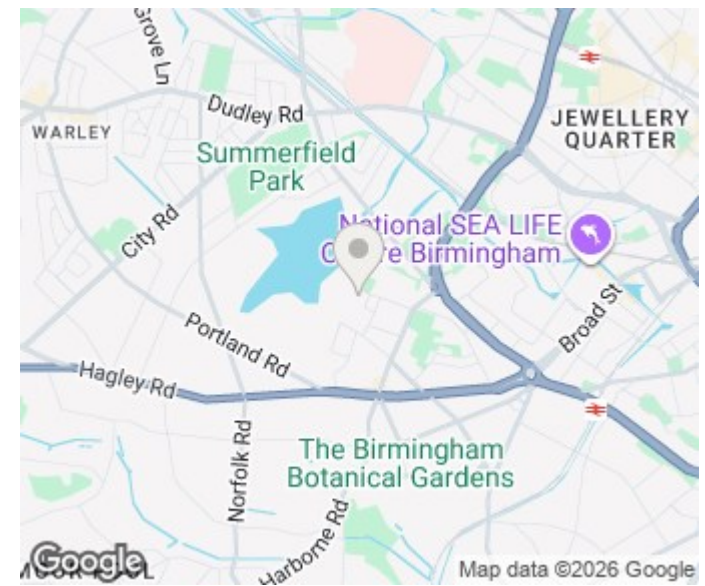 Grove Ln
Dudley Rd
WARLEY
JEWELLERY
QUARTER
Summerfield
Park
City Rd
National SEA LIFE
Centre Birmingham
Broad St
Portland Rd
Hagley Rd
Norfolk Rd
The Birmingham
Botanical Gardens
Harborne Rd
Google
Map data ©2026 Google